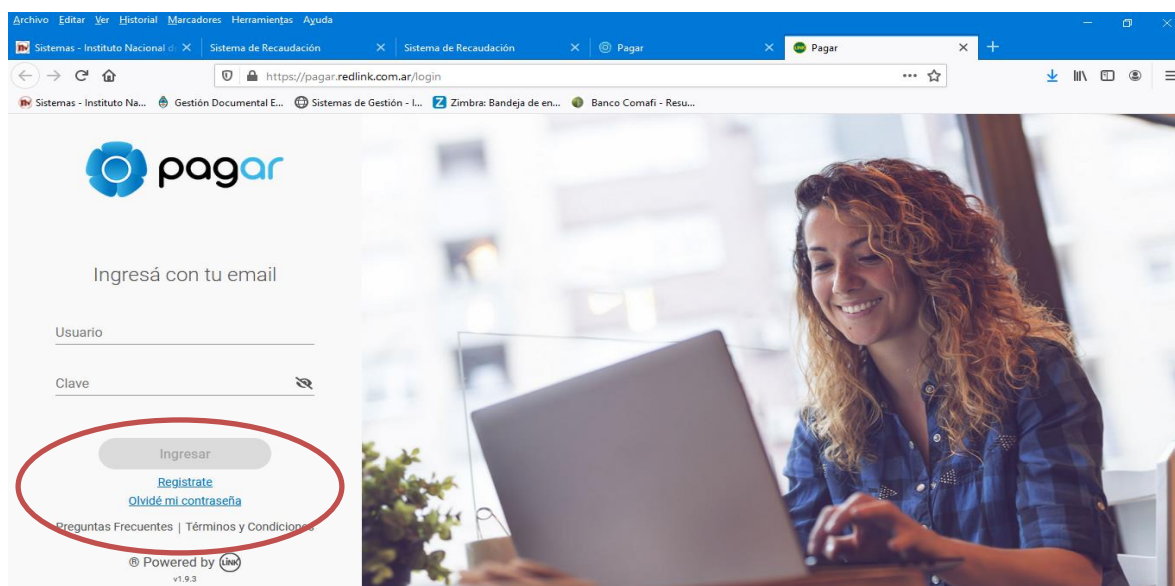 Archivo Editar Ver Historial Marcadores Herramientas Ayuda
Sistemas - Instituto Nacional d
Sistema de Recaudación
Sistema de Recaudación
Pagar
Pagar
https://pagar.redlink.com.ar/login
Sistemas - Instituto Na...
Gestión Documental E...
Sistemas de Gestión - I...
Zimbra: Bandeja de en...
Banco Comafi - Resu...
pagar
Ingresá con tu email
Usuario
Clave
Ingresar
Registrate
Olvidé mi contraseña
Preguntas Frecuentes | Términos y Condiciones
® Powered by LINK
v1.9.3